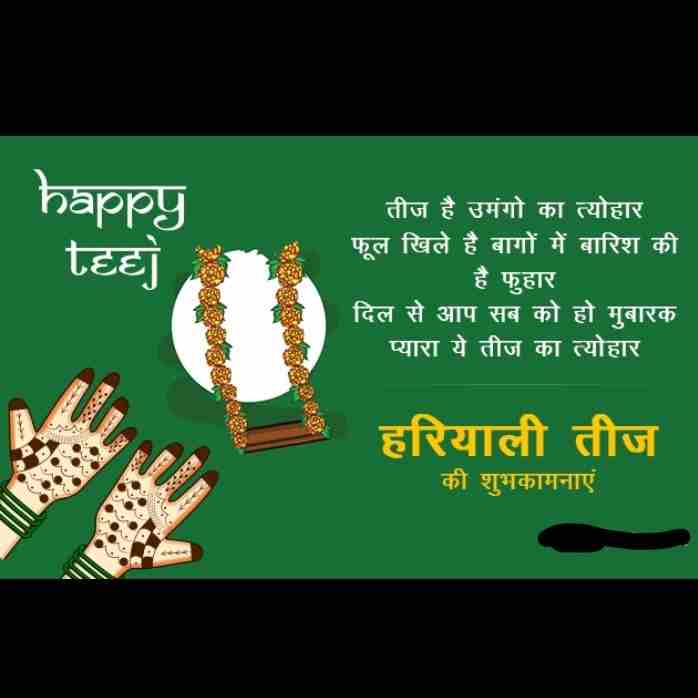 happy
teej
तीज है उमंगो का त्योहार
फूल खिले है बागों में बारिश की
है फुहार
दिल से आप सब को हो मुबारक
प्यारा ये तीज का त्योहार
हरियाली तीज
की शुभकामनाएं